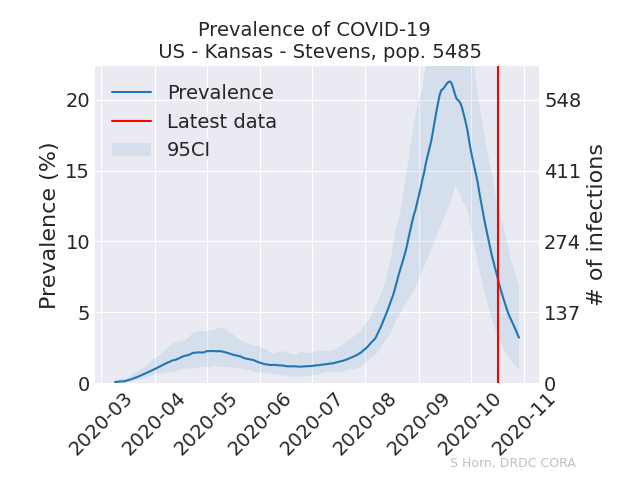 Prevalence of COVID-19
US - Kansas - Stevens, pop. 5485
Prevalence
Latest data
95CI
Prevalence (%)
20
15
10
5
0
548
411
274
137
0
# of infections
2020-03
2020-04
2020-05
2020-06
2020-07
2020-08
2020-09
2020-10
2020-11
S Horn, DRDC CORA